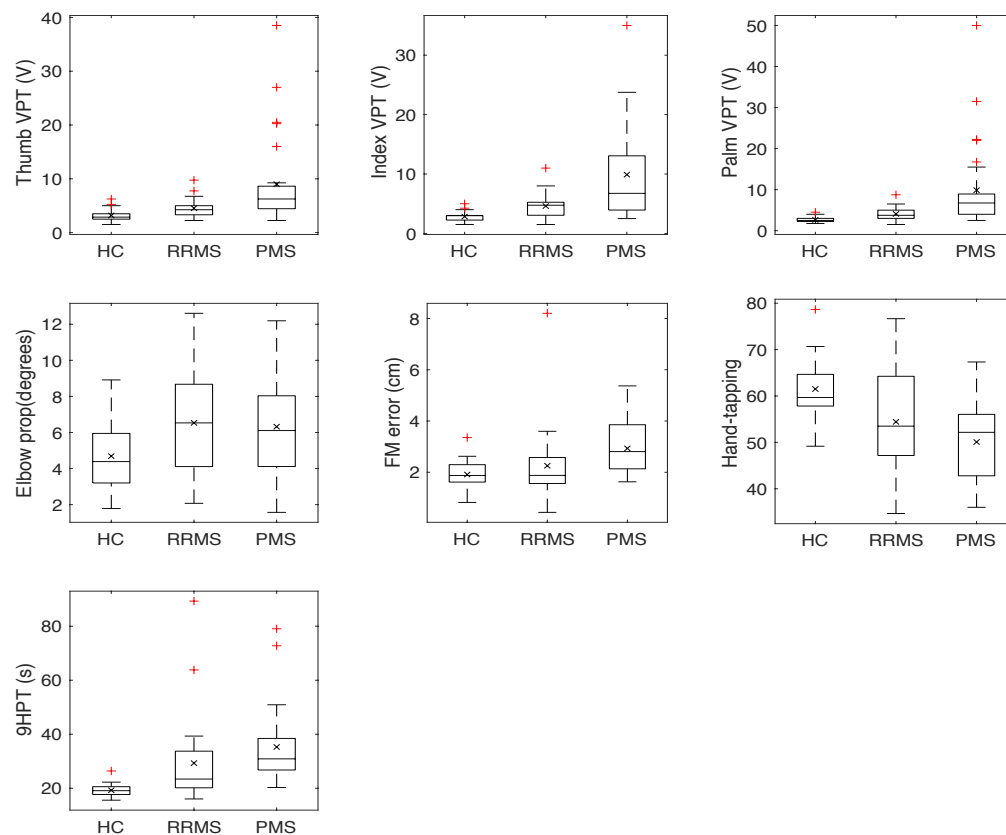 Thumb VPT (V)
40
30
20
10
0
HC RRMS PMS
Index VPT (V)
30
20
10
0
HC RRMS PMS
Palm VPT (V)
50
40
30
20
10
0
HC RRMS PMS
Elbow prop(degrees)
12
10
8
6
4
2
HC RRMS PMS
FM error (cm)
8
6
4
2
HC RRMS PMS
Hand-tapping
80
70
60
50
40
HC RRMS PMS
9HPT (s)
80
60
40
20
HC RRMS PMS